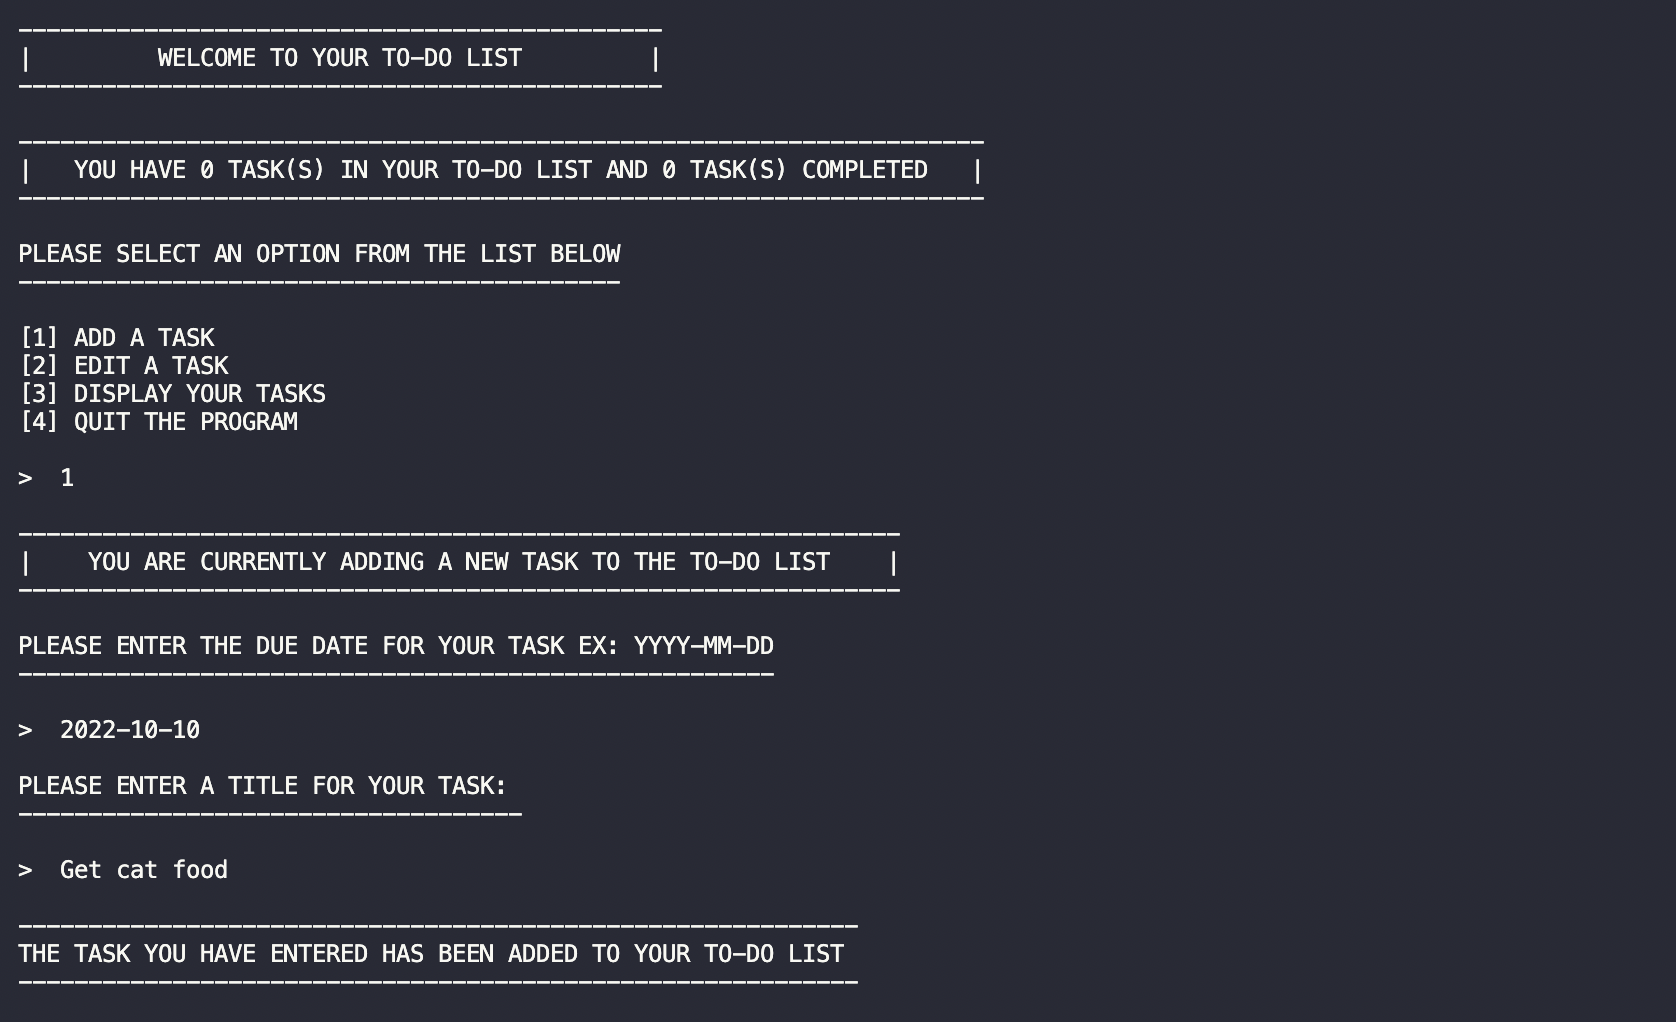 ----------------------------------------------
|         WELCOME TO YOUR TO-DO LIST         |
----------------------------------------------
---------------------------------------------------------------------
|   YOU HAVE 0 TASK(S) IN YOUR TO-DO LIST AND 0 TASK(S) COMPLETED   |
---------------------------------------------------------------------
PLEASE SELECT AN OPTION FROM THE LIST BELOW
-------------------------------------------
[1] ADD A TASK
[2] EDIT A TASK
[3] DISPLAY YOUR TASKS
[4] QUIT THE PROGRAM
>  1
---------------------------------------------------------------
|    YOU ARE CURRENTLY ADDING A NEW TASK TO THE TO-DO LIST    |
---------------------------------------------------------------
PLEASE ENTER THE DUE DATE FOR YOUR TASK EX: YYYY-MM-DD
------------------------------------------------------
>  2022-10-10
PLEASE ENTER A TITLE FOR YOUR TASK:
------------------------------------
>  Get cat food
------------------------------------------------------------
THE TASK YOU HAVE ENTERED HAS BEEN ADDED TO YOUR TO-DO LIST
------------------------------------------------------------